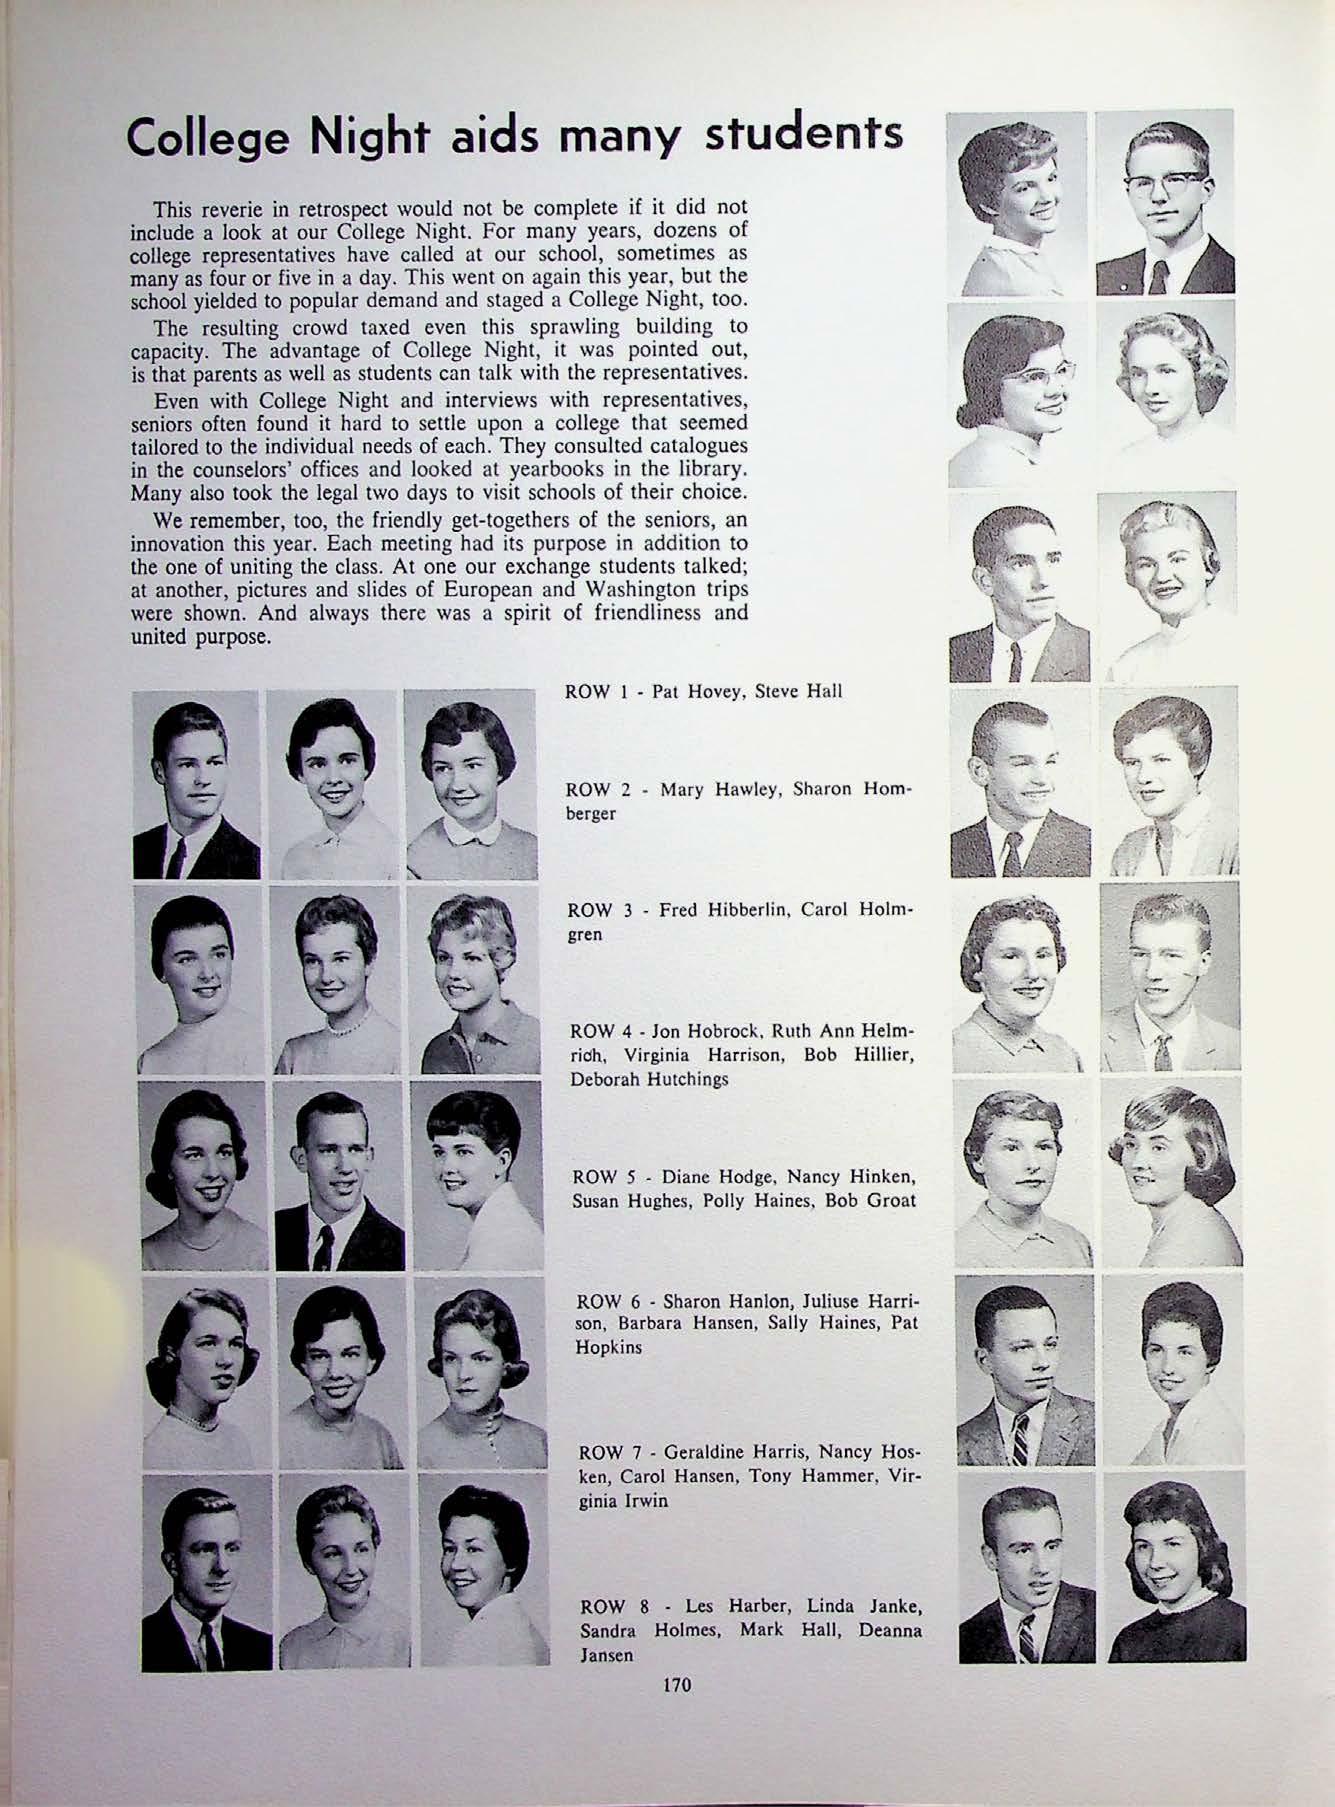 College Night aids many students
This reverie in retrospect would not be complete if it did not
include a look at our College Night. For many years, dozens of
college representatives have called at our school, sometimes as
many as four or five in a day. This went on again this year, but the
school yielded to popular demand and staged a College Night, too.
The resulting crowd taxed even this sprawling building to
capacity. The advantage of College Night, it was pointed out,
is that parents as well as students can talk with the representatives.
Even with College Night and interviews with representatives,
seniors often found it hard to settle upon a college that seemed
tailored to the individual needs of each. They consulted catalogues
in the counselors' offices and looked at yearbooks in the library.
Many also took the legal two days to visit schools of their choice.
We remember, too, the friendly get-togethers of the seniors, an
innovation this year. Each meeting had its purpose in addition to
the one of uniting the class. At one our exchange students talked;
at another, pictures and slides of European and Washington trips
were shown. And always there was a spirit of friendliness and
united purpose.
ROW 1 - Pat Hovey, Steve Hall
ROW 2 - Mary Hawley, Sharon Hom-
berger
ROW 3 - Fred Hibberlin, Carol Holm-
gren
ROW 4 - Jon Hobrock, Ruth Ann Helm-
rich, Virginia Harrison, Bob Hillier,
Deborah Hutchings
ROW 5 - Diane Hodge, Nancy Hinken,
Susan Hughes, Polly Haines, Bob Groat
ROW 6 - Sharon Hanlon, Juliuse Harri-
son, Barbara Hansen, Sally Haines, Pat
Hopkins
ROW 7 - Geraldine Harris, Nancy Hos-
ken, Carol Hansen, Tony Hammer, Vir-
ginia Irwin
ROW 8 - Les Harber, Linda Janke,
Sandra Holmes, Mark Hall, Deanna
Jansen
170